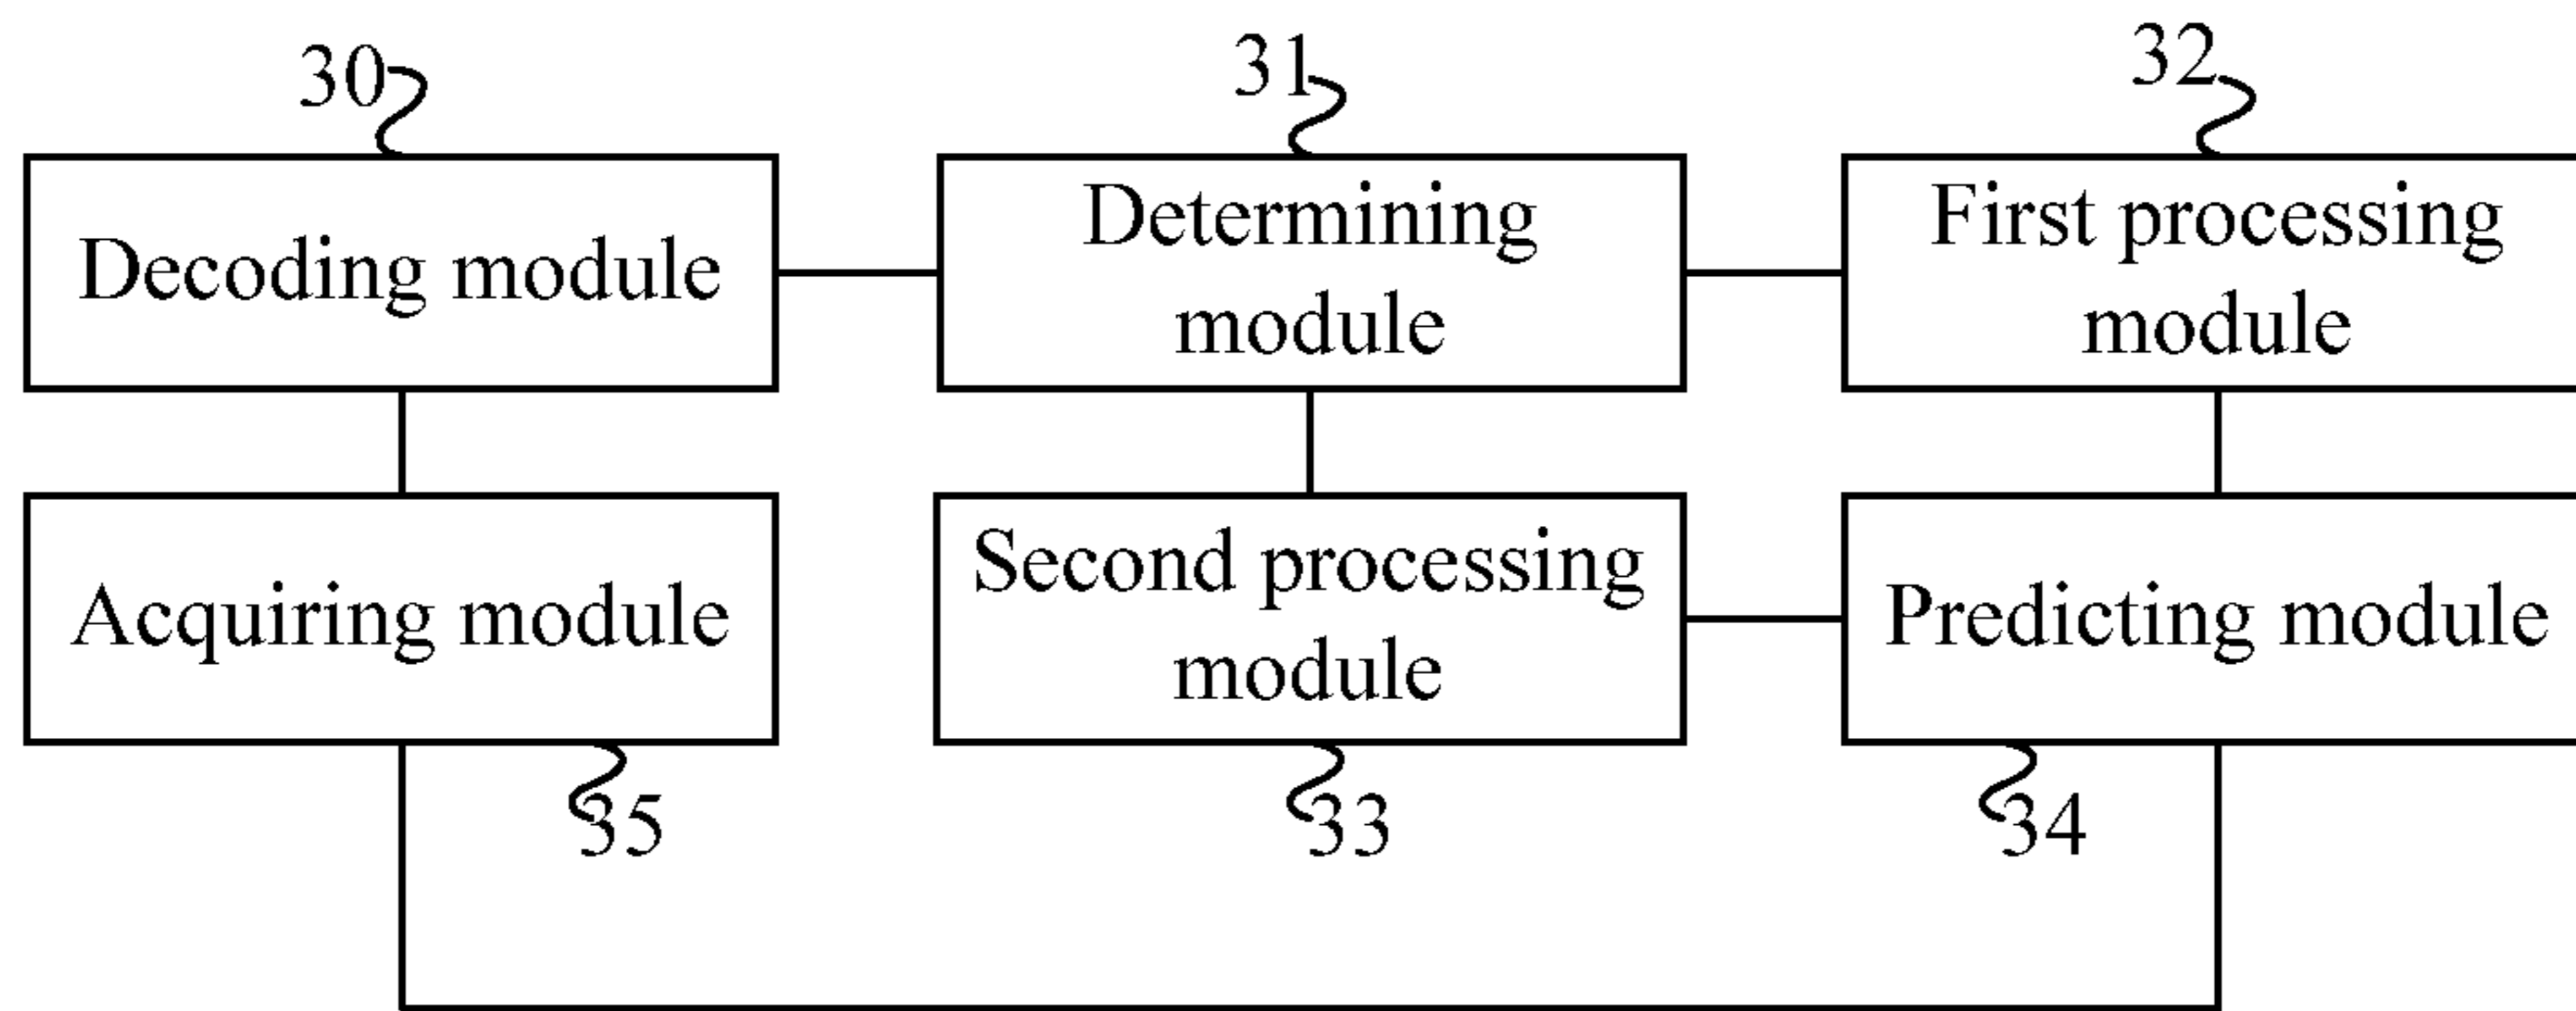 30
31
32
Decoding module
Determining
module
First processing
module
Acquiring module
Second processing
module
Predicting module
35
33
34